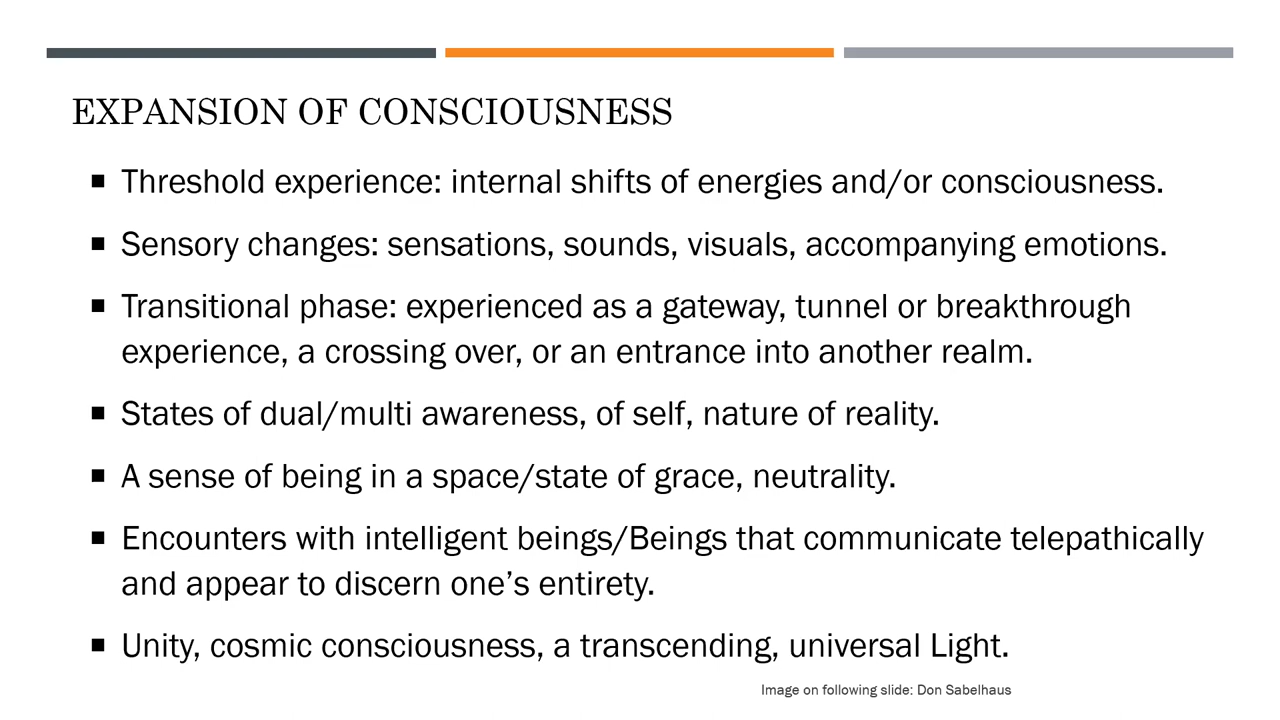 EXPANSION OF CONSCIOUSNESS
▪ Threshold experience: internal shifts of energies and/or consciousness.
▪ Sensory changes: sensations, sounds, visuals, accompanying emotions.
▪ Transitional phase: experienced as a gateway, tunnel or breakthrough
experience, a crossing over, or an entrance into another realm.
▪ States of dual/multi awareness, of self, nature of reality.
▪ A sense of being in a space/state of grace, neutrality.
▪ Encounters with intelligent beings/Beings that communicate telepathically
and appear to discern one’s entirety.
▪ Unity, cosmic consciousness, a transcending, universal Light.
Image on following slide: Don Sabelhaus